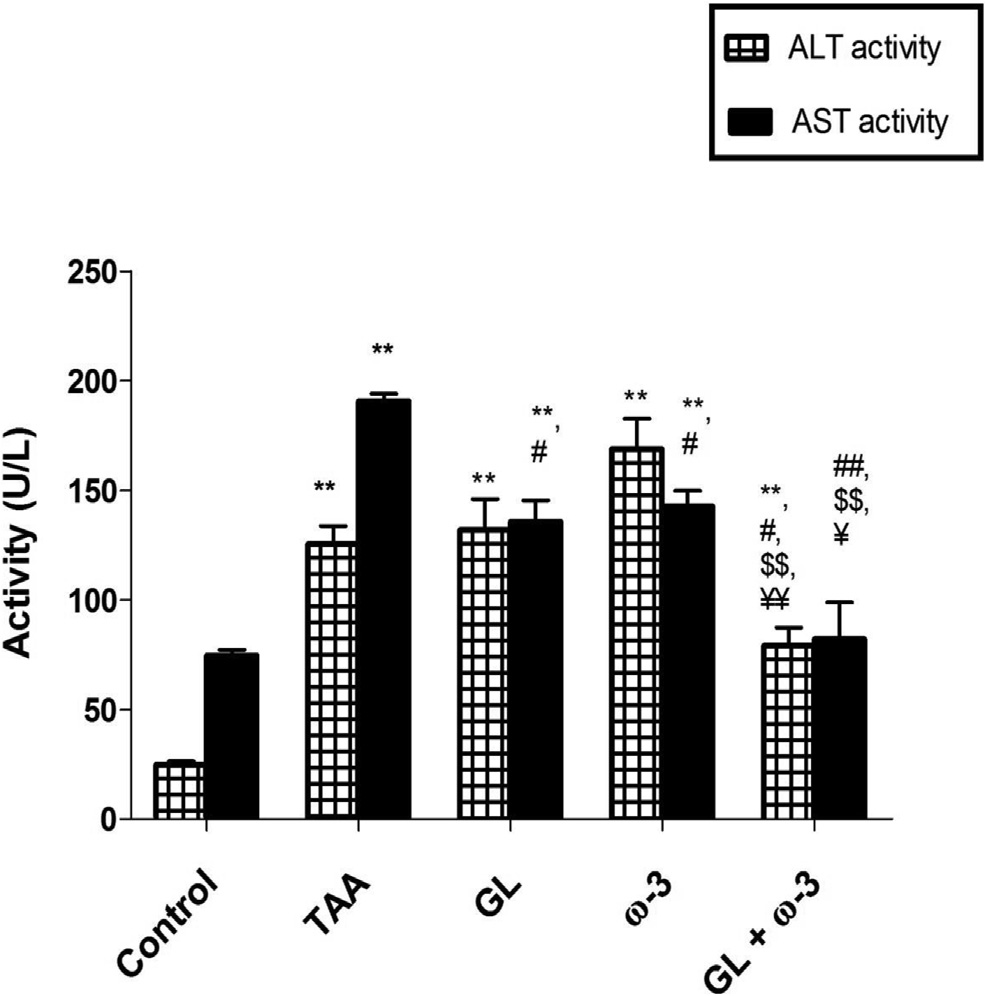 ALT activity
AST activity
250
200
150
100
50
0
Activity (U/L)
**
**
**
**,
#
**
**,
#
**,
#,
$$,
¥¥
##,
$$,
¥
Control
TAA
GL
ω-3
GL + ω-3